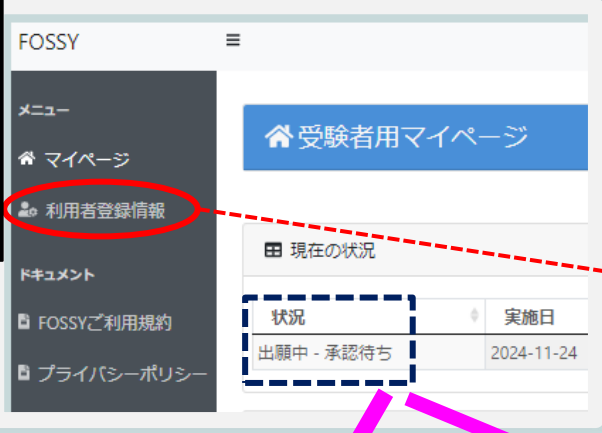 FOSSY
メニュー
受験者用マイページ
マイページ
利用者登録情報
現在の状況
ドキュメント
状況 実施日
FOSSYご利用規約
出願中 - 承認待ち 2024-11-24
プライバシーポリシー